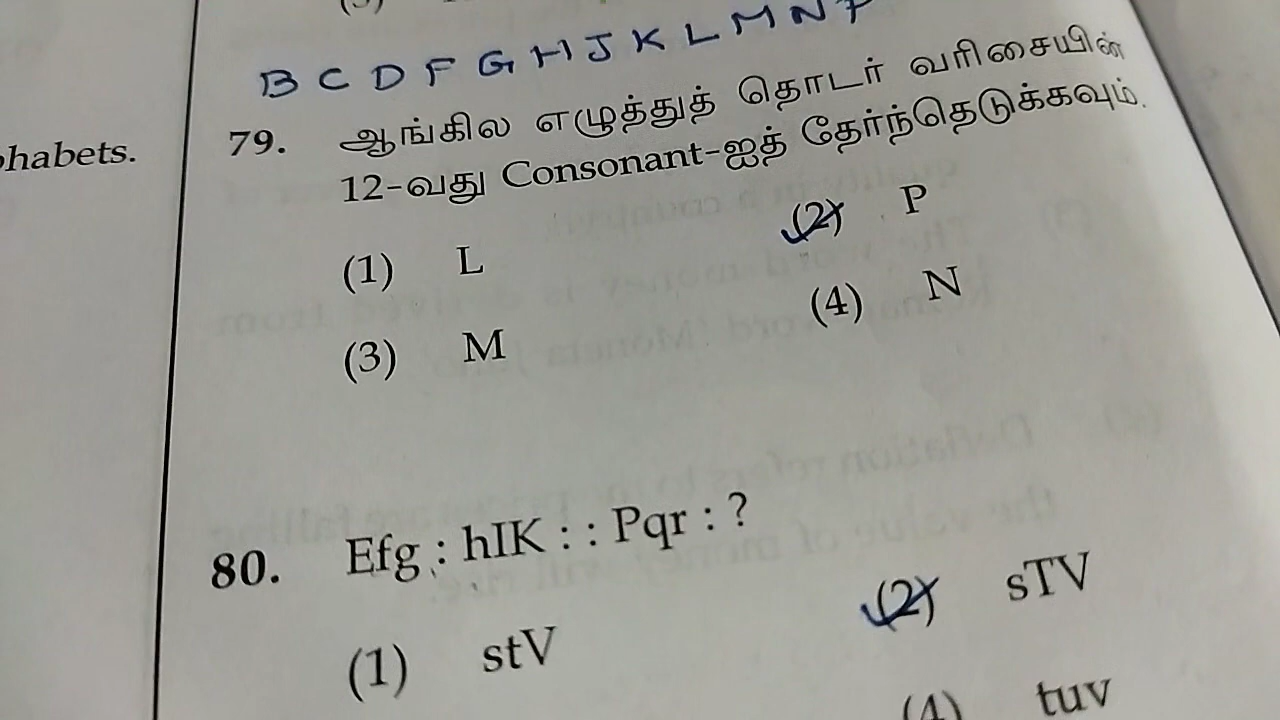 B C D F G H J K L M N P
phabets.
79. ஆங்கில எழுத்துத் தொடர் வரிசையின்
12-வது Consonant-ஐத் தேர்ந்தெடுக்கவும்.
(1) L (2) P
(3) M (4) N
80. Efg : hIK : : Pqr : ?
(1) stV (2) sTV
(4) tuv